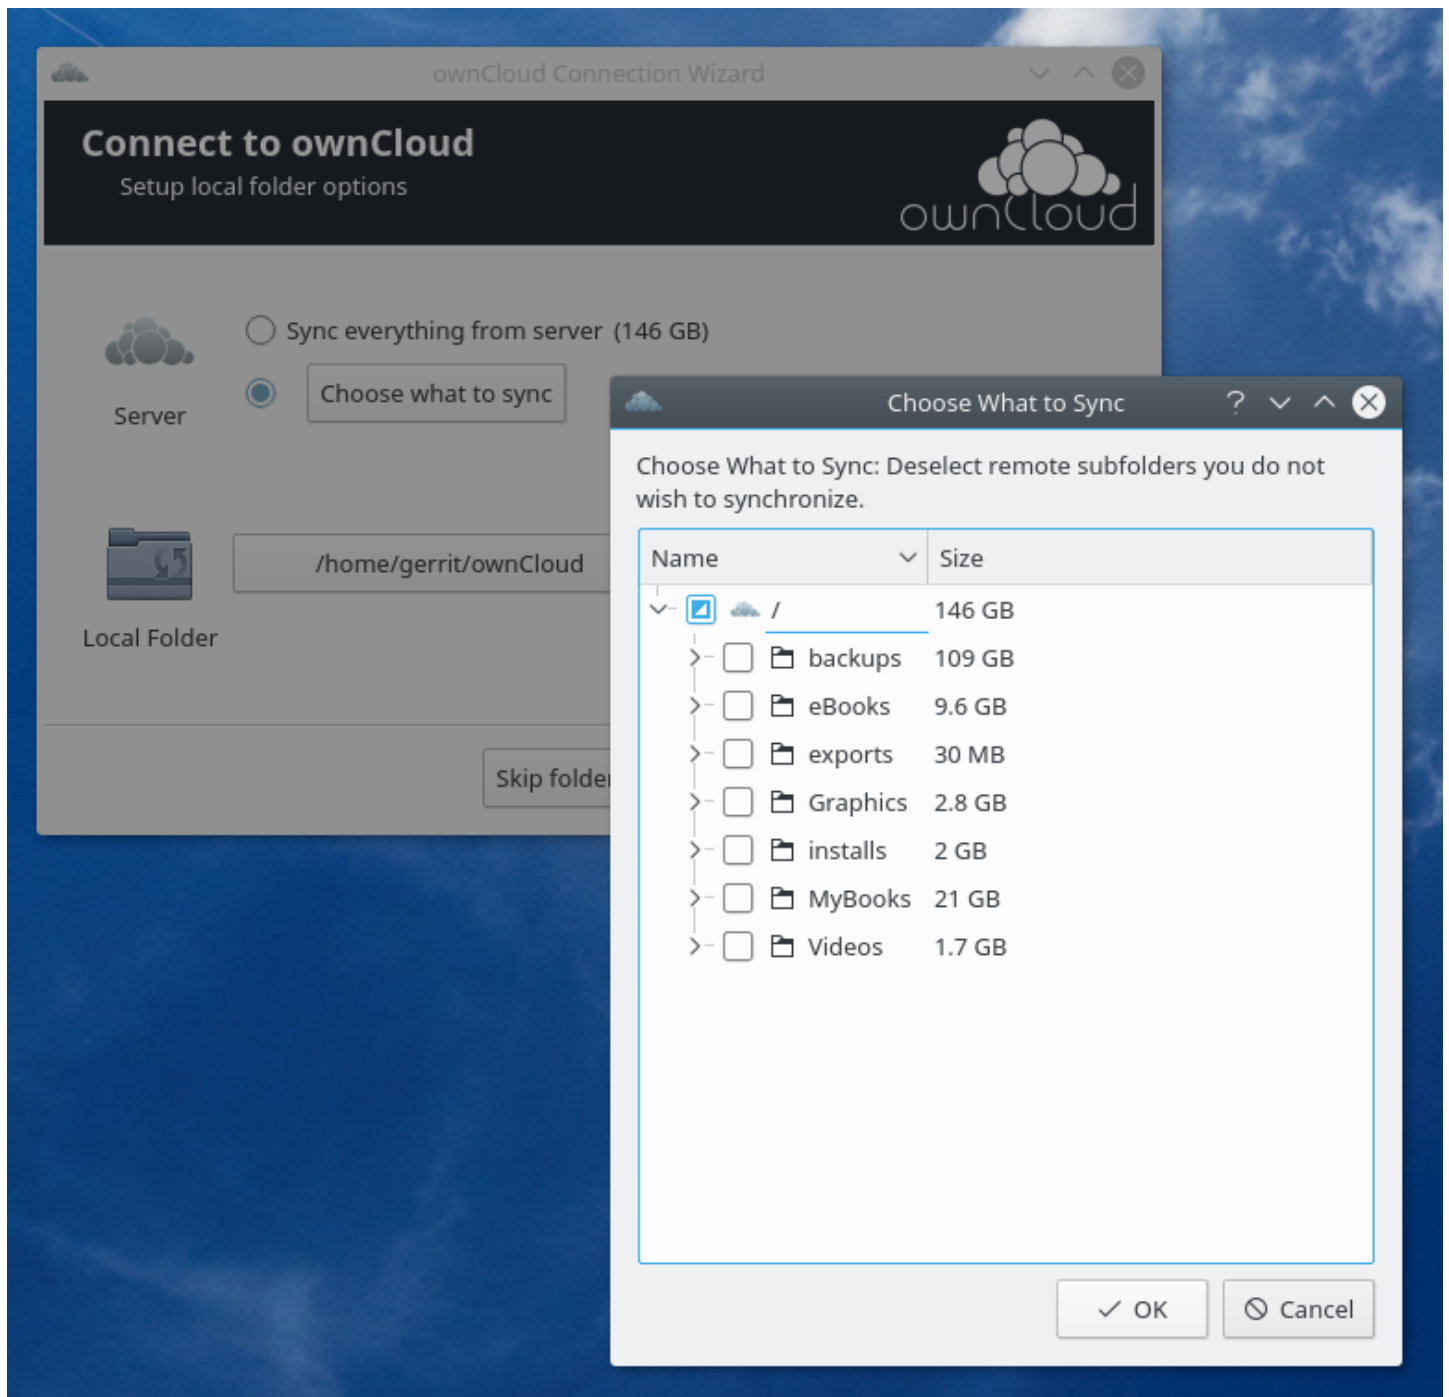 ownCloud Connection Wizard
Connect to ownCloud
Setup local folder options
ownCloud
Sync everything from server (146 GB)
Choose what to sync
Server
/home/gerrit/ownCloud
Local Folder
Skip folder
Choose What to Sync
Choose What to Sync: Deselect remote subfolders you do not
wish to synchronize.
Name Size
/ 146 GB
backups 109 GB
eBooks 9.6 GB
exports 30 MB
Graphics 2.8 GB
installs 2 GB
MyBooks 21 GB
Videos 1.7 GB
OK Cancel